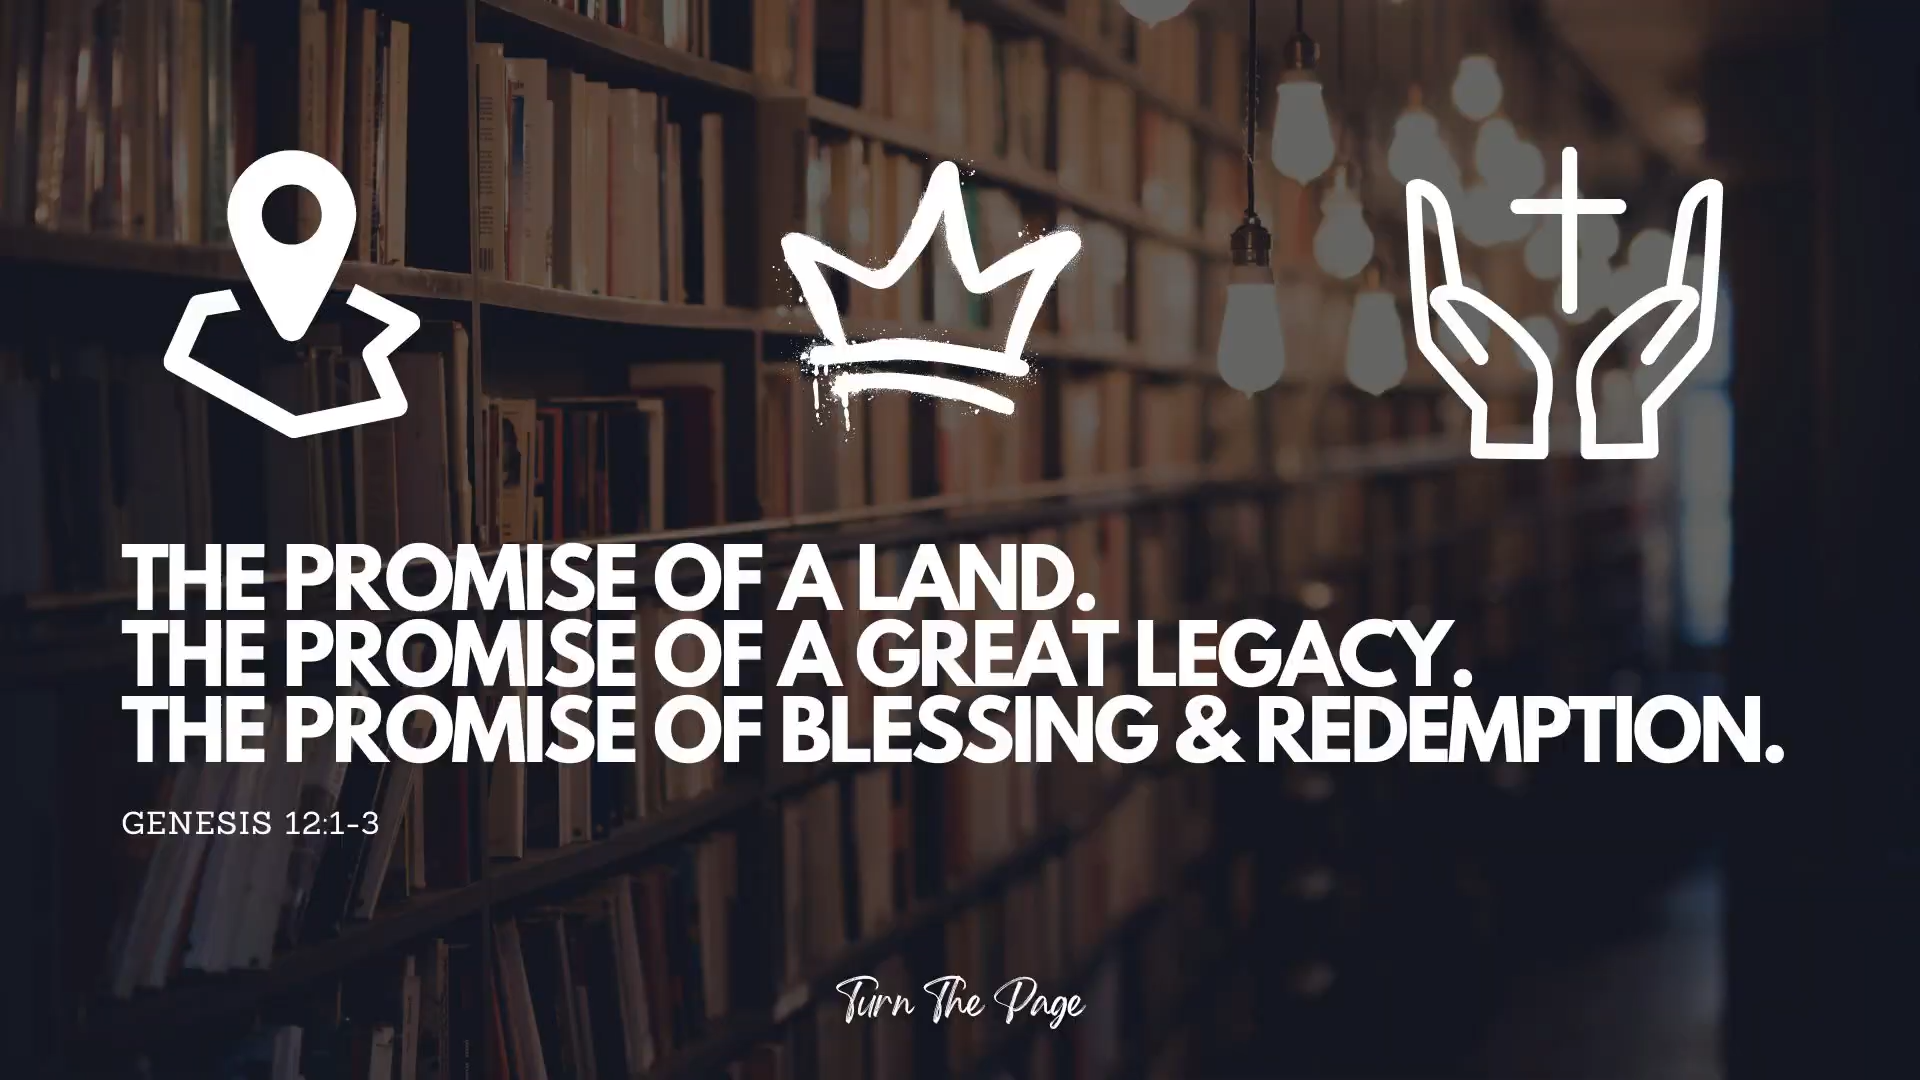 THE PROMISE OF A LAND.
THE PROMISE OF A GREAT LEGACY.
THE PROMISE OF BLESSING & REDEMPTION.
GENESIS 12:1-3
Turn The Page